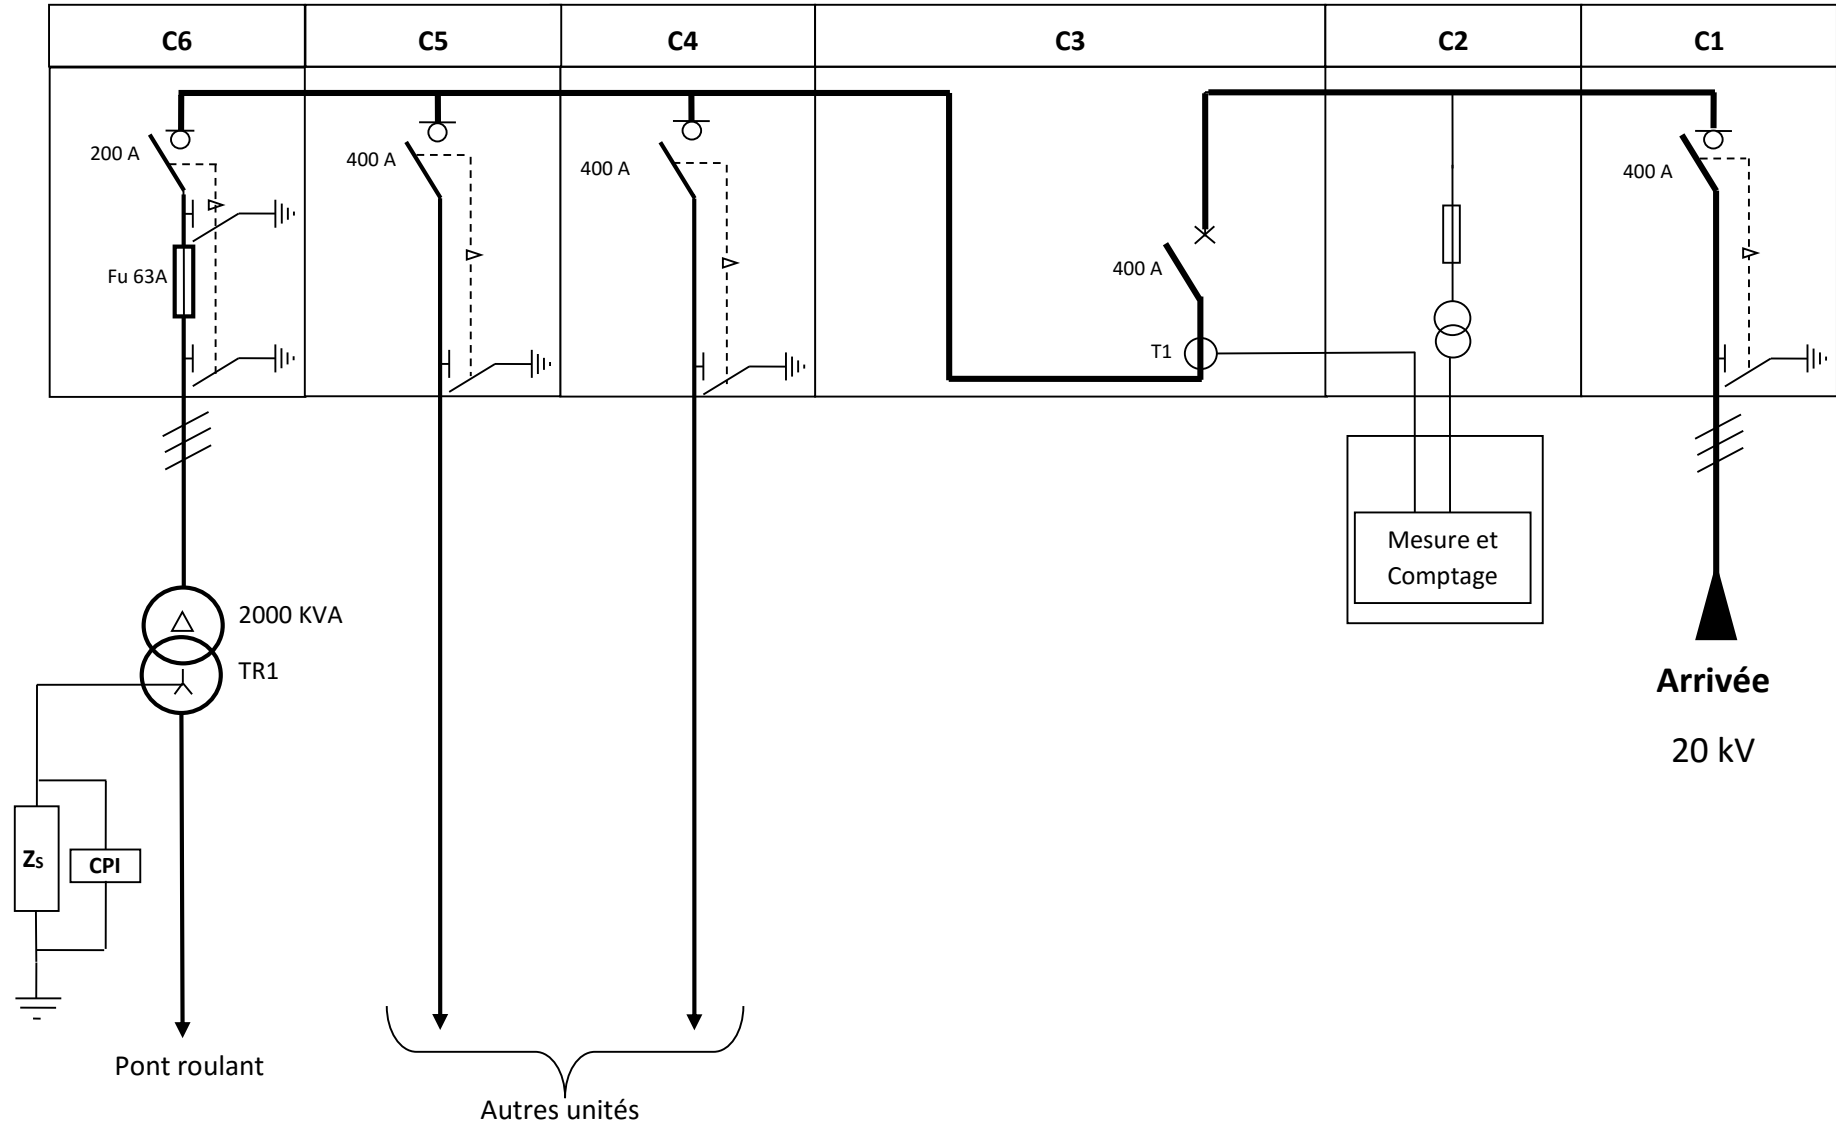 C6 C5 C4 C3 C2 C1
200 A
400 A
400 A
400 A
400 A
Fu 63A
T1
Mesure et
Comptage
2000 KVA
TR1
Arrivée
20 kV
Zs
CPI
Pont roulant
Autres unités